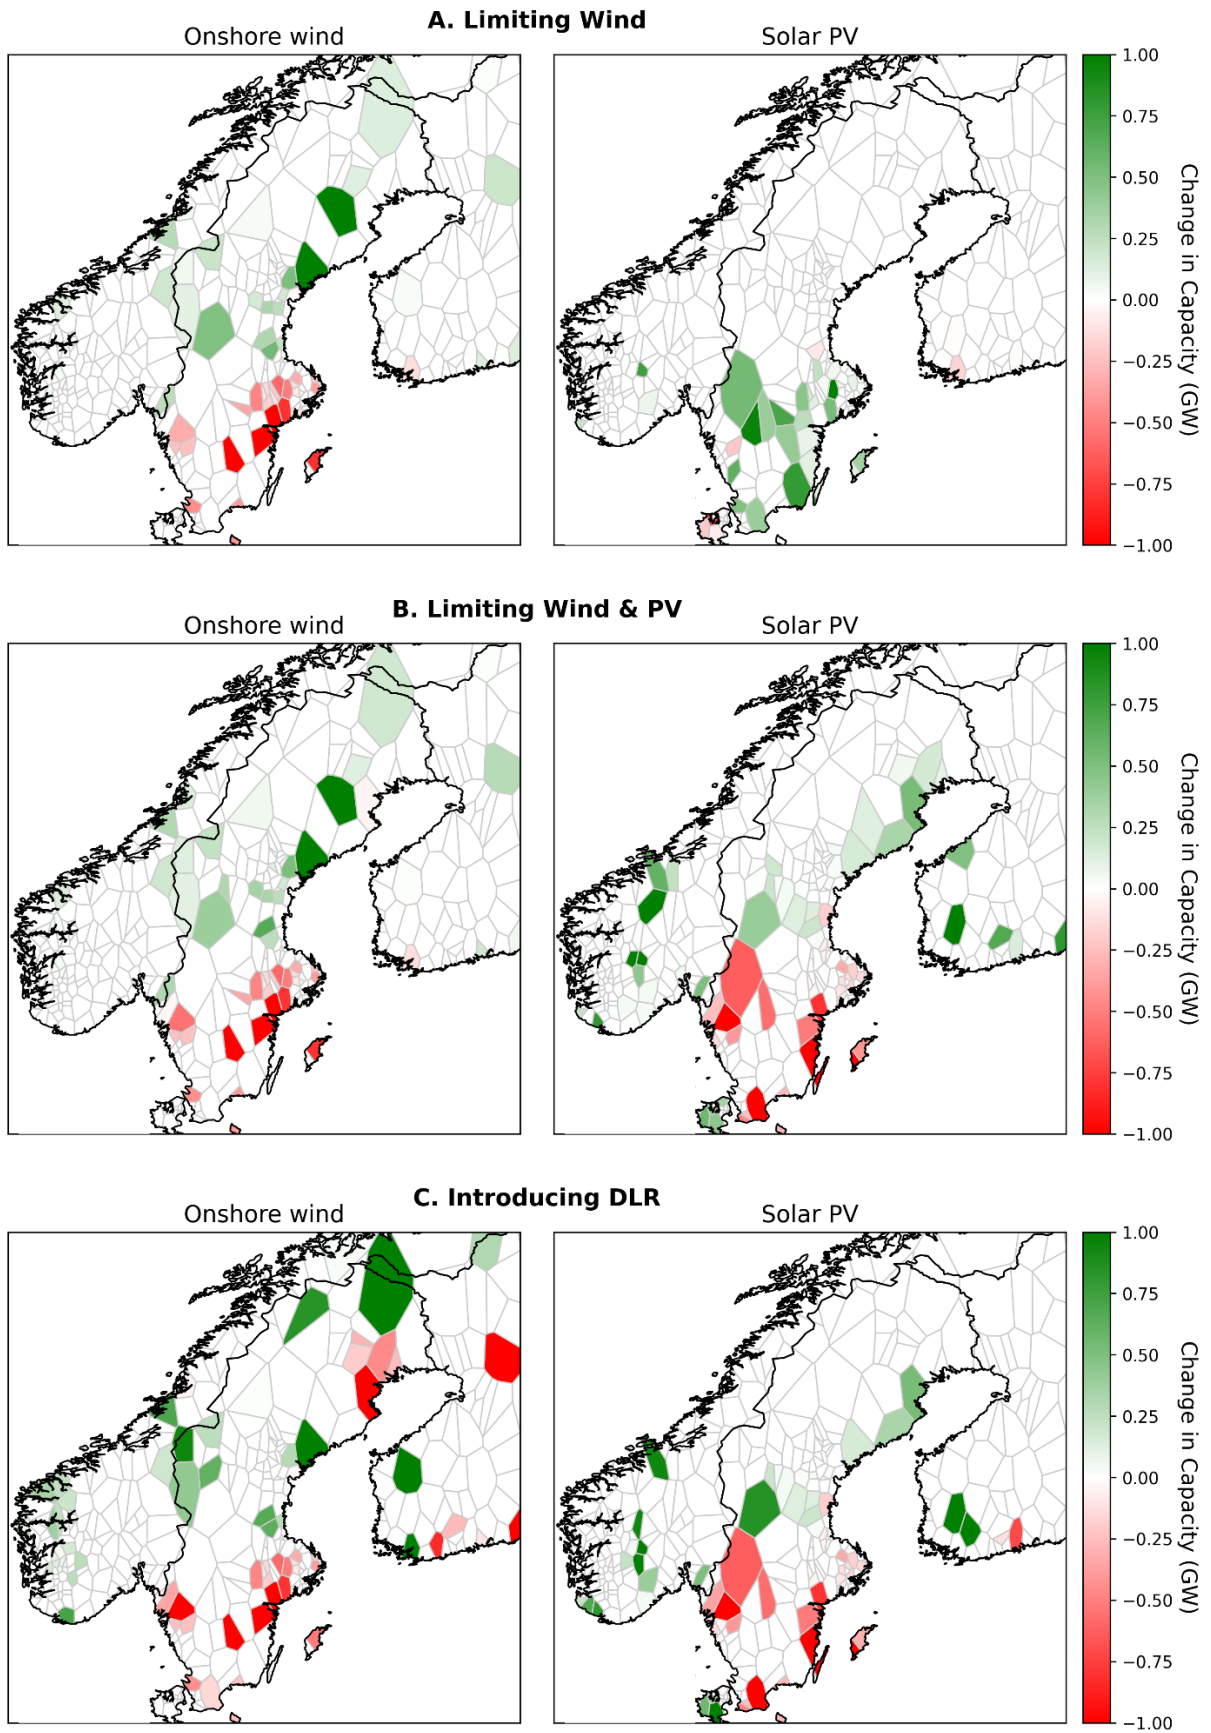 A. Limiting Wind
Onshore wind
Solar PV
1.00
0.75
0.50
0.25
0.00
−0.25
−0.50
−0.75
−1.00
Change in Capacity (GW)
B. Limiting Wind & PV
Onshore wind
Solar PV
1.00
0.75
0.50
0.25
0.00
−0.25
−0.50
−0.75
−1.00
Change in Capacity (GW)
C. Introducing DLR
Onshore wind
Solar PV
1.00
0.75
0.50
0.25
0.00
−0.25
−0.50
−0.75
−1.00
Change in Capacity (GW)